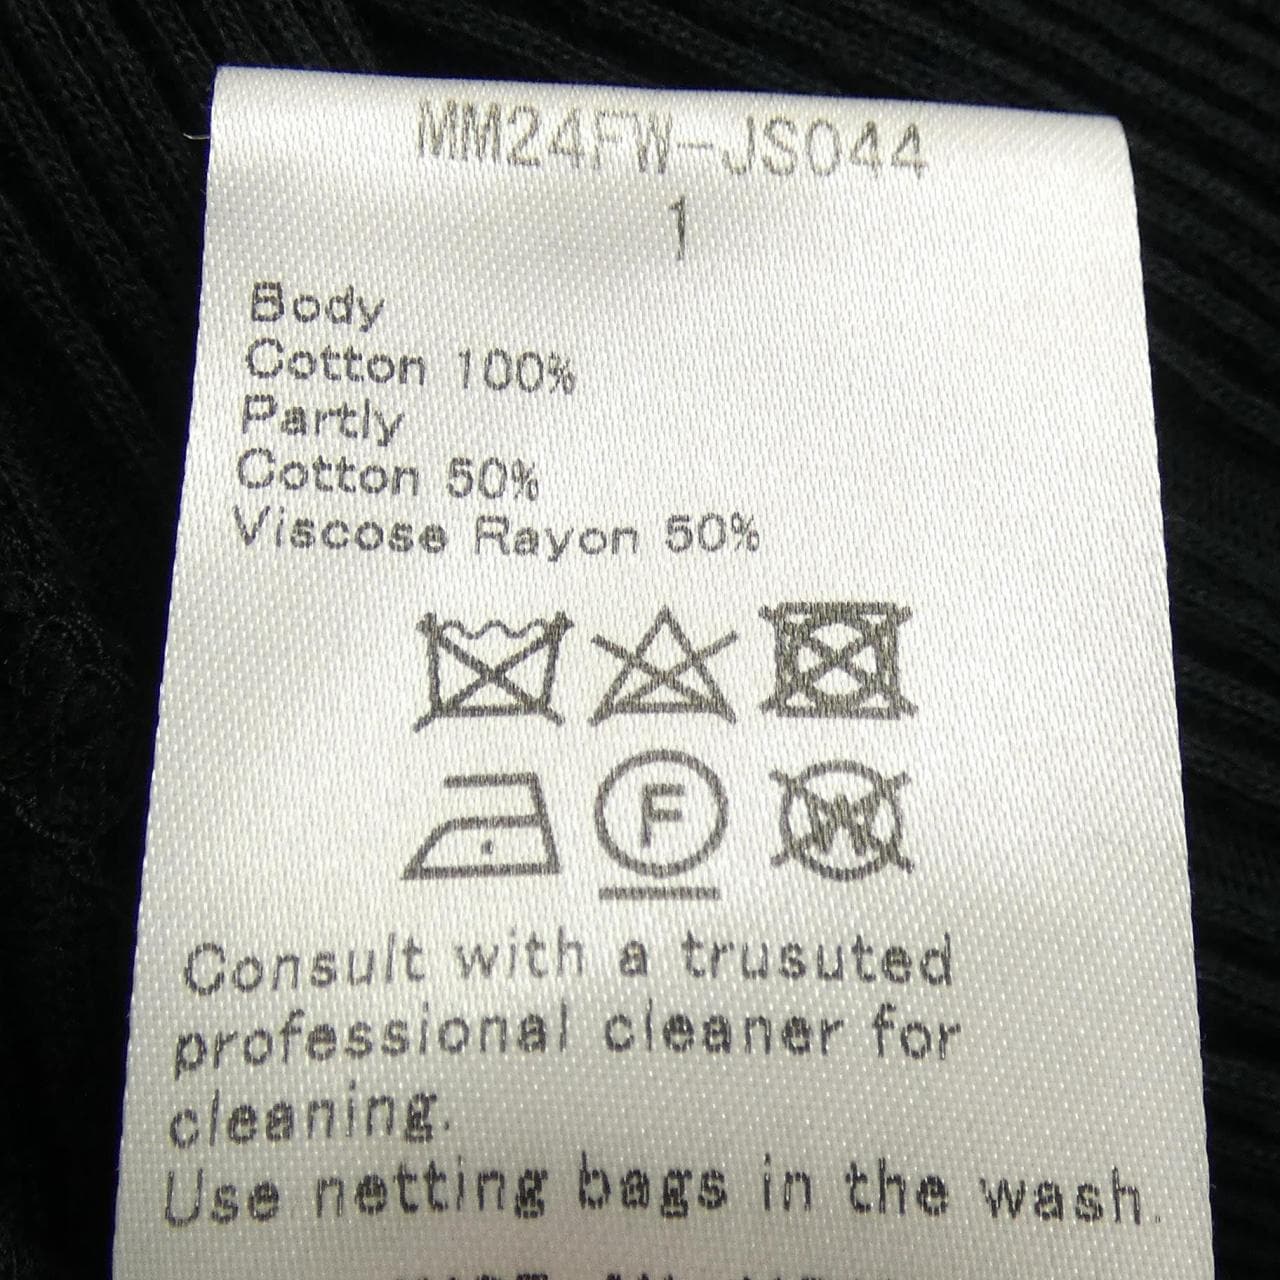 MM24FW-JS044
1
Body
Cotton 100%
Partly
Cotton 50%
Viscose Rayon 50%
F
W
Consult with a trusuted
professional cleaner for
cleaning.
Use netting bags in the wash.